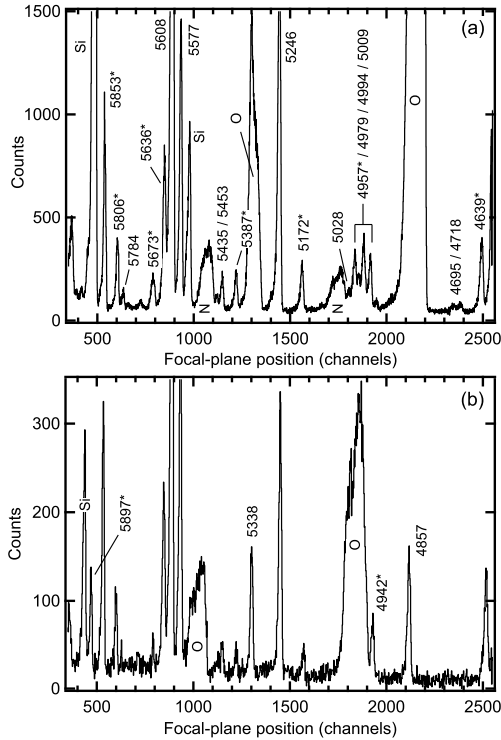 1500
1000
500
0
Counts
(a)
Si
5853*
5806*
5784
5636*
5673*
5608
5577
Si
N
5435 / 5453
O
5387*
5246
5172*
5028
N
4957* / 4979 / 4994 / 5009
O
4695 / 4718
4639*
500
1000
1500
2000
2500
Focal-plane position (channels)
300
200
100
0
Counts
(b)
Si
5897*
O
5338
O
4942*
4857
500
1000
1500
2000
2500
Focal-plane position (channels)